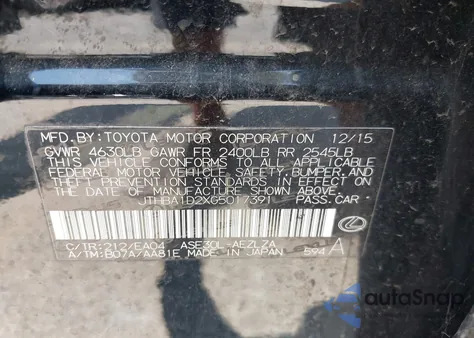 MFD.BY:TOYOTA MOTOR CORPORATION 12/15
GVWR 4630LB GAWR FR 2400LB RR 2545LB
THIS VEHICLE CONFORMS TO ALL APPLICABLE
FEDERAL MOTOR VEHICLE SAFETY,BUMPER,AND
THEFT PREVENTION STANDARDS IN EFFECT ON
THE DATE OF MANUFACTURE SHOWN ABOVE.
JTHBA1D2XG5017391 PASS.CAR
C/TR:212/EA04 ASE30L-AEZLZA
A/TM:B07A/AA81E MADE IN JAPAN 594 A
autoSnap